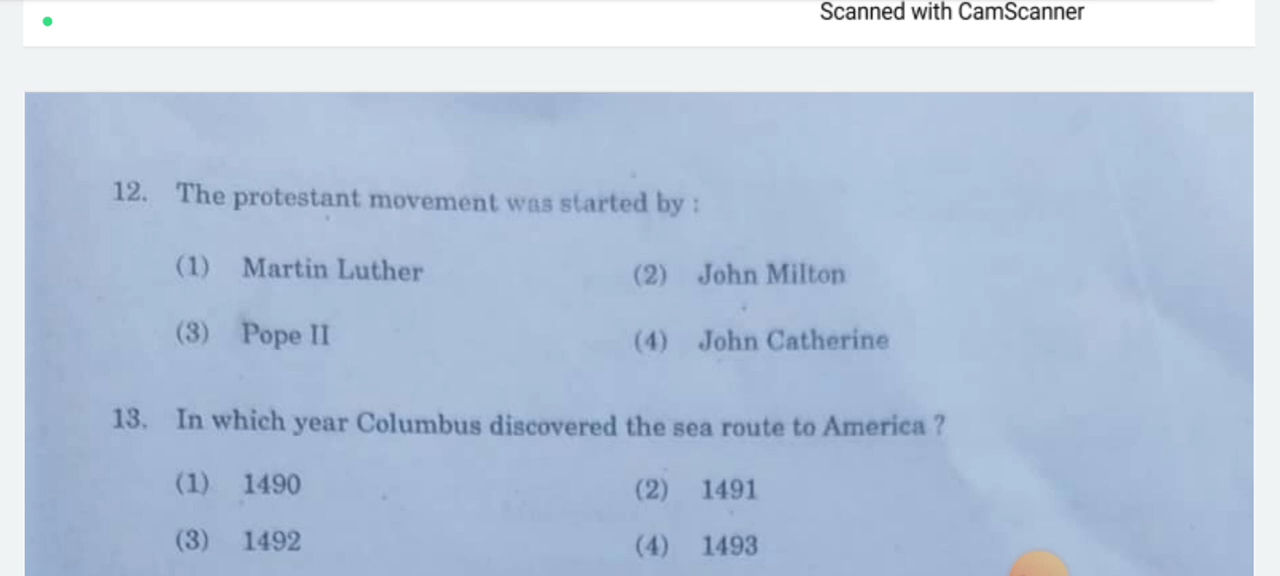 Scanned with CamScanner
12. The protestant movement was started by :
(1) Martin Luther (2) John Milton
(3) Pope II (4) John Catherine
13. In which year Columbus discovered the sea route to America ?
(1) 1490 (2) 1491
(3) 1492 (4) 1493